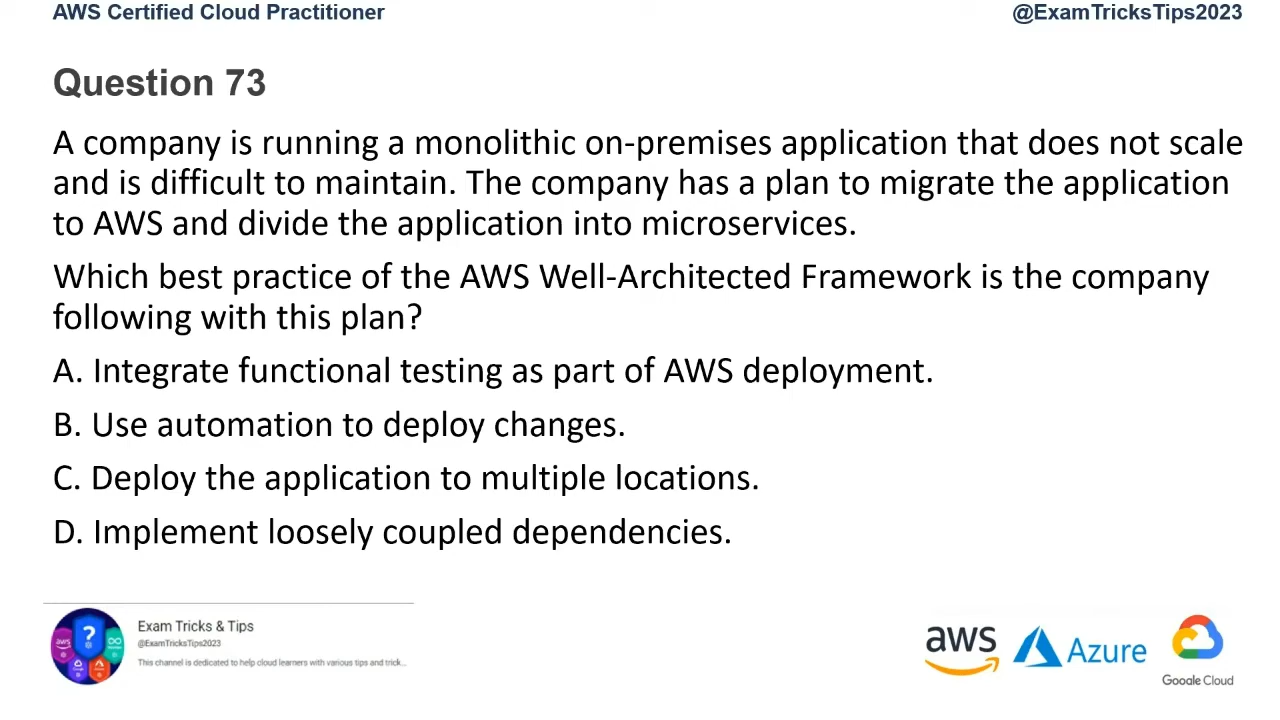 AWS Certified Cloud Practitioner
@ExamTricksTips2023
Question 73
A company is running a monolithic on-premises application that does not scale
and is difficult to maintain. The company has a plan to migrate the application
to AWS and divide the application into microservices.
Which best practice of the AWS Well-Architected Framework is the company
following with this plan?
A. Integrate functional testing as part of AWS deployment.
B. Use automation to deploy changes.
C. Deploy the application to multiple locations.
D. Implement loosely coupled dependencies.
Exam Tricks & Tips
@ExamTricksTips2023
This channel is dedicated to help cloud learners with various tips and trick...
aws
?
aws
Azure
Google Cloud